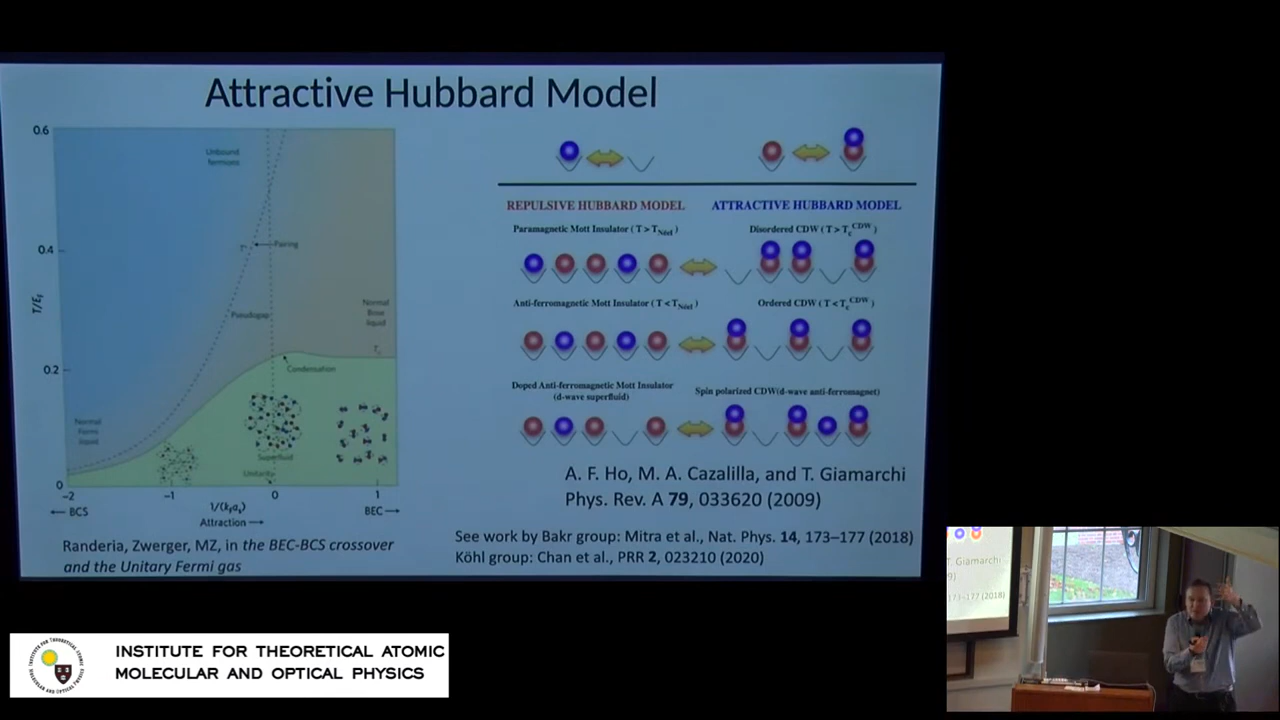 Attractive Hubbard Model
0.6
0.4
0.2
0
T/E_F
Unbound
fermions
T*
Pairing
Pseudogap
Normal
Bose
liquid
T_c
Condensation
Normal
Fermi
liquid
Superfluid
Unitarity
−2
−1
0
1
← BCS
1/(k_F a_s)
BEC →
Attraction →
Randeria, Zwerger, MZ, in the BEC-BCS crossover
and the Unitary Fermi gas
REPULSIVE HUBBARD MODEL
ATTRACTIVE HUBBARD MODEL
Paramagnetic Mott Insulator ( T > T_Néel )
Disordered CDW ( T > T_c^CDW )
Anti-ferromagnetic Mott Insulator ( T < T_Néel )
Ordered CDW ( T < T_c^CDW )
Doped Anti-ferromagnetic Mott Insulator
(d-wave superfluid)
Spin polarized CDW(d-wave anti-ferromagnet)
A. F. Ho, M. A. Cazalilla, and T. Giamarchi
Phys. Rev. A 79, 033620 (2009)
See work by Bakr group: Mitra et al., Nat. Phys. 14, 173–177 (2018)
Köhl group: Chan et al., PRR 2, 023210 (2020)
T. Giamarchi
9)
173–177 (2018)
INSTITUTE FOR THEORETICAL ATOMIC
MOLECULAR AND OPTICAL PHYSICS